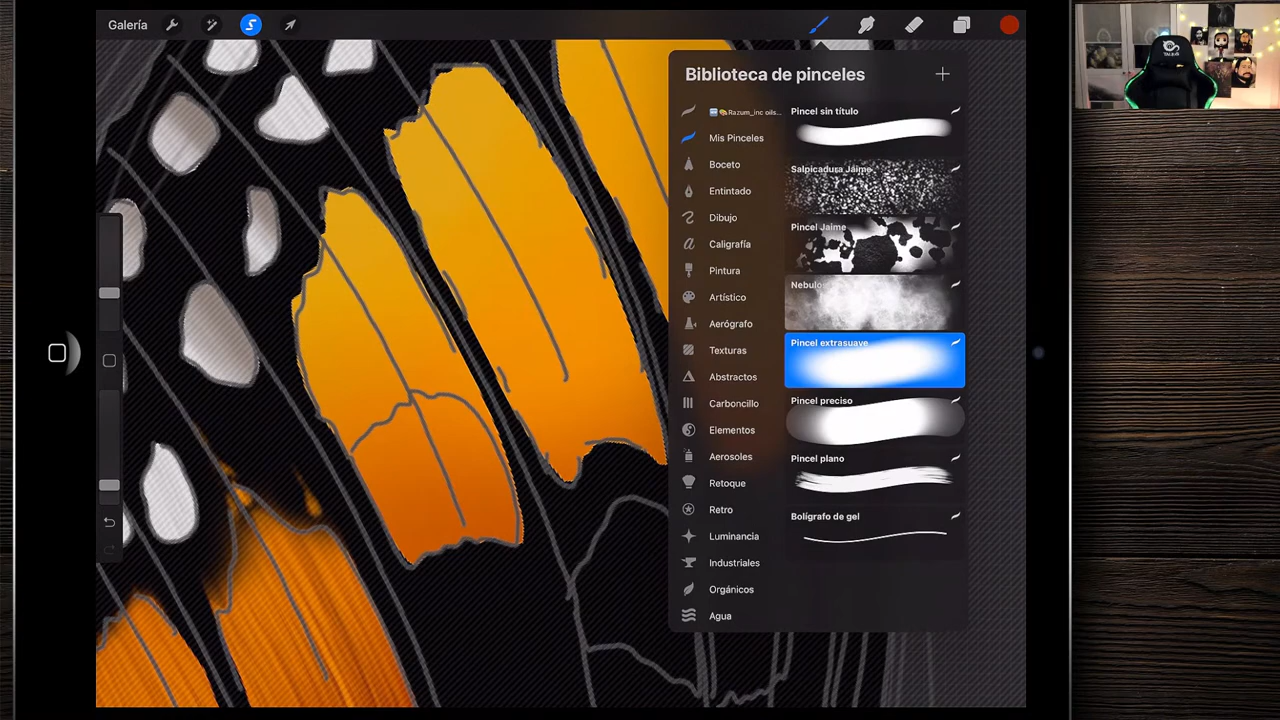 Galería
Biblioteca de pinceles
Razum_inc oils...
Mis Pinceles
Boceto
Entintado
Dibujo
Caligrafía
Pintura
Artístico
Aerógrafo
Texturas
Abstractos
Carboncillo
Elementos
Aerosoles
Retoque
Retro
Luminancia
Industriales
Orgánicos
Agua
Pincel sin título
Salpicadura Jaime
Pincel Jaime
Pincel extrasuave
Pincel preciso
Pincel plano
Bolígrafo de gel